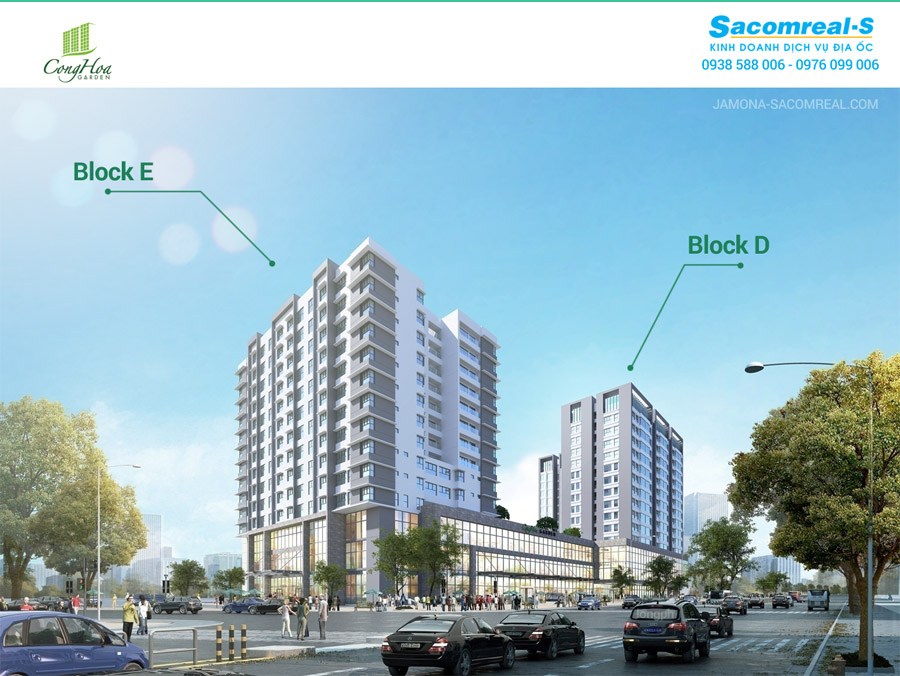 CongHoa
GARDEN
Sacomreal-S
KINH DOANH DỊCH VỤ ĐỊA ỐC
0938 588 006 - 0976 099 006
JAMONA-SACOMREAL.COM
Block E
Block D